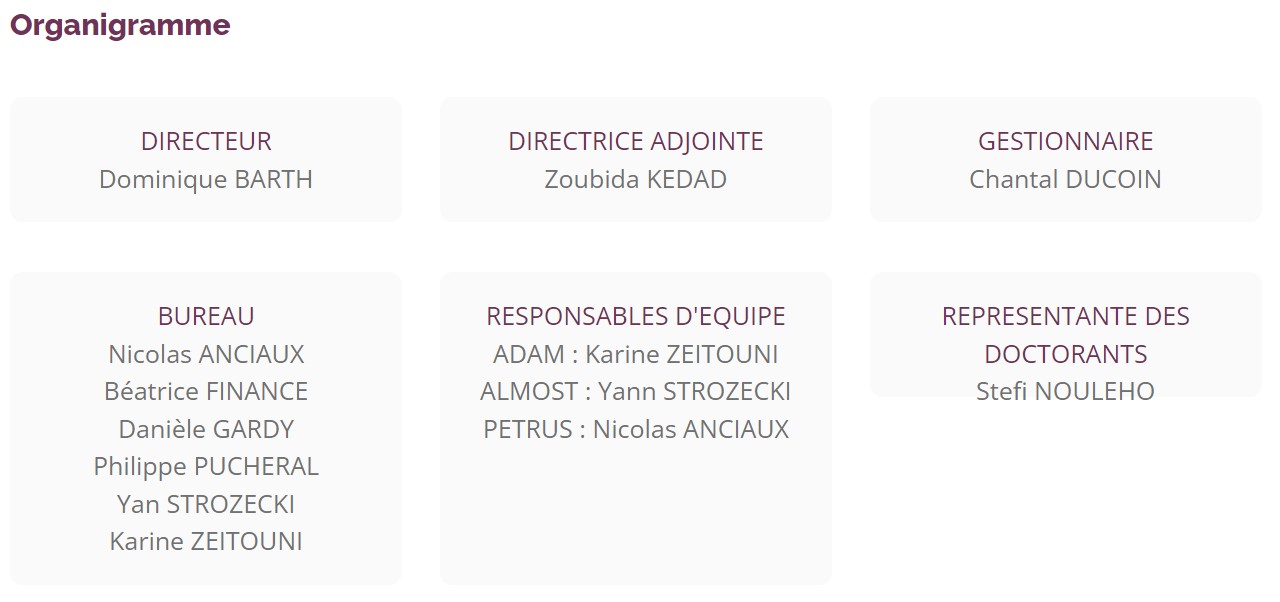 Organigramme
DIRECTEUR
Dominique BARTH
DIRECTRICE ADJOINTE
Zoubida KEDAD
GESTIONNAIRE
Chantal DUCOIN
BUREAU
Nicolas ANCIAUX
Béatrice FINANCE
Danièle GARDY
Philippe PUCHERAL
Yan STROZECKI
Karine ZEITOUNI
RESPONSABLES D'EQUIPE
ADAM : Karine ZEITOUNI
ALMOST : Yann STROZECKI
PETRUS : Nicolas ANCIAUX
REPRESENTANTE DES
DOCTORANTS
Stefi NOULEHO